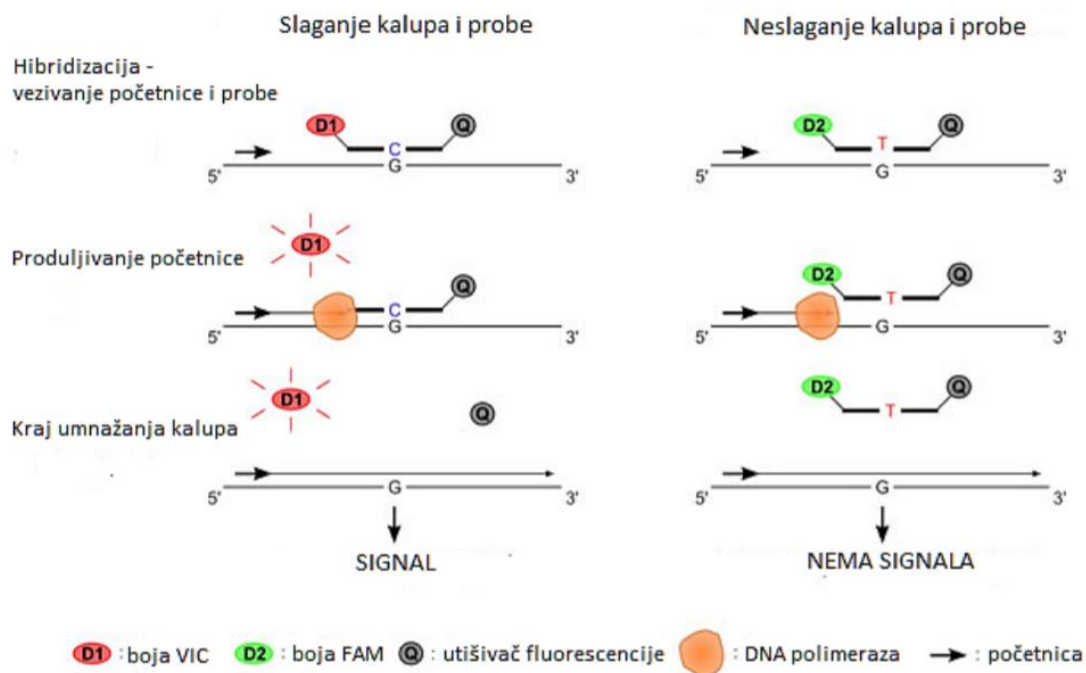 Slaganje kalupa i probe
Neslaganje kalupa i probe
Hibridizacija -
vezivanje početnice i probe
D1
Q
D2
Q
C
T
G
G
5'
3'
5'
3'
Produljivanje početnice
D1
Q
D2
Q
C
T
G
G
5'
3'
5'
3'
Kraj umnažanja kalupa
D1
Q
D2
T
Q
G
G
5'
3'
5'
3'
SIGNAL
NEMA SIGNALA
D1 : boja VIC D2 : boja FAM Q : utišivač fluorescencije : DNA polimeraza : početnica